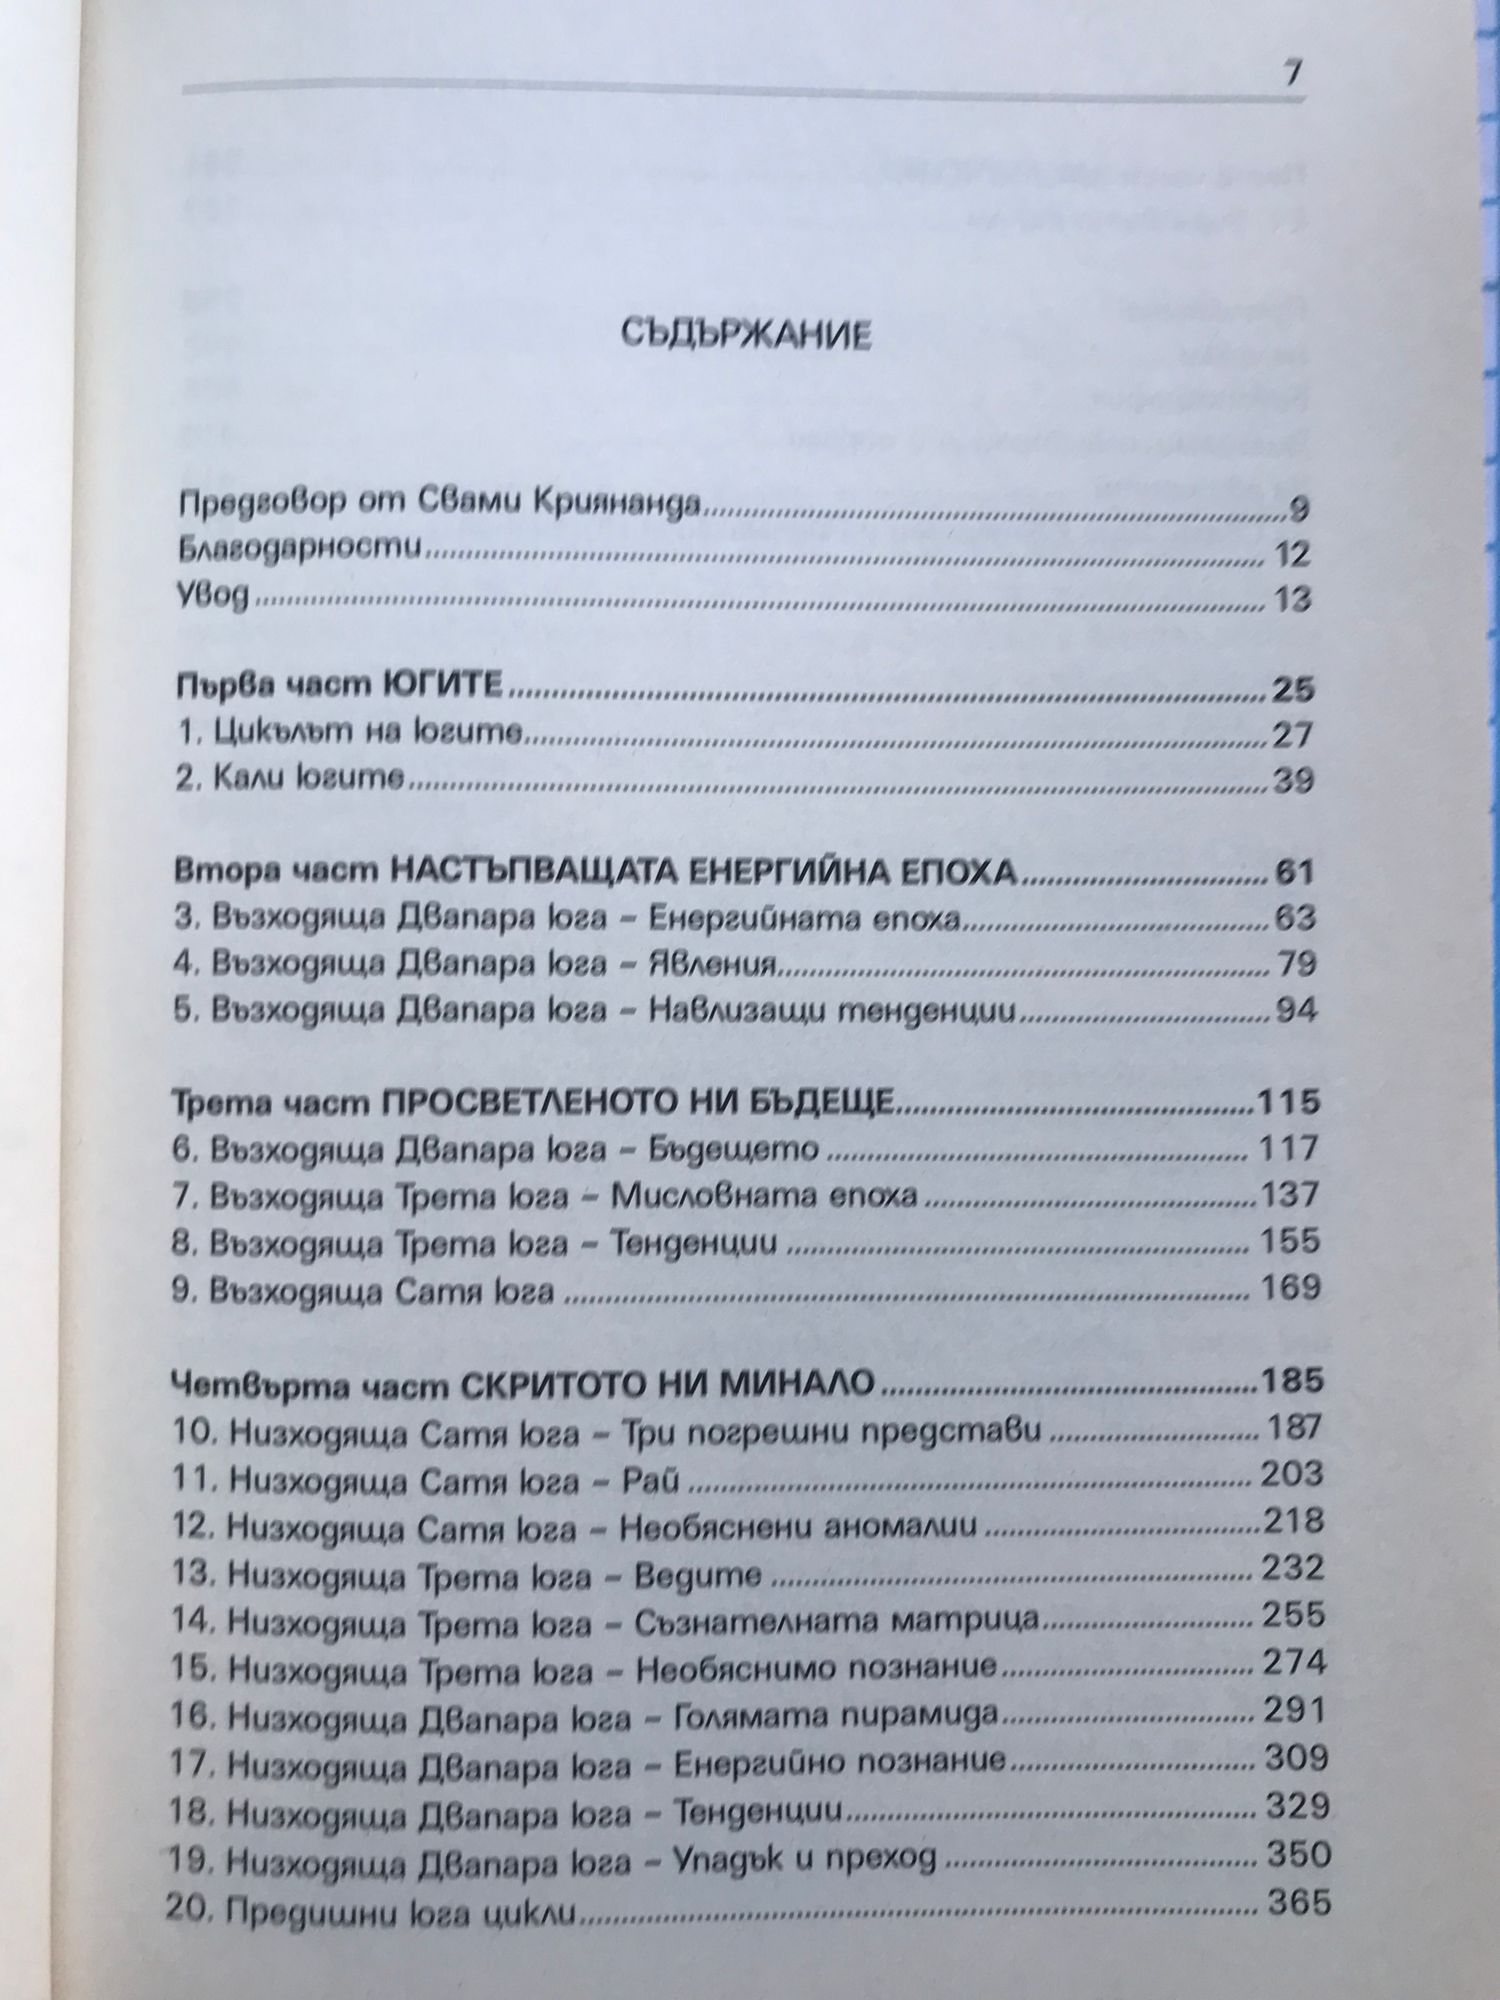 7
СЪДЪРЖАНИЕ
Предговор от Свами Криянанда....................9
Благодарности.................... 12
Увод.................... 13
Първа част ЮГИТЕ.................... 25
1. Цикълът на югите.................... 27
2. Кали югите.................... 39
Втора част НАСТЪПВАЩАТА ЕНЕРГИЙНА ЕПОХА.................... 61
3. Възходяща Двапара юга – Енергийната епоха.................... 63
4. Възходяща Двапара юга – Явления.................... 79
5. Възходяща Двапара юга – Навлизащи тенденции.................... 94
Трета част ПРОСВЕТЛЕНОТО НИ БЪДЕЩЕ....................115
6. Възходяща Двапара юга – Бъдещето .................... 117
7. Възходяща Трета юга – Мисловната епоха ....................137
8. Възходяща Трета юга – Тенденции .................... 155
9. Възходяща Сатя юга .................... 169
Четвърта част СКРИТОТО НИ МИНАЛО ....................185
10. Низходяща Сатя юга – Три погрешни представи .................... 187
11. Низходяща Сатя юга – Рай .................... 203
12. Низходяща Сатя юга – Необяснени аномалии ....................218
13. Низходяща Трета юга – Ведите .................... 232
14. Низходяща Трета юга – Съзнателната матрица.................... 255
15. Низходяща Трета юга – Необяснимо познание.................... 274
16. Низходяща Двапара юга – Голямата пирамида.................... 291
17. Низходяща Двапара юга – Енергийно познание.................... 309
18. Низходяща Двапара юга – Тенденции.................... 329
19. Низходяща Двапара юга – Упадък и преход .................... 350
20. Предишни юга цикли.................... 365